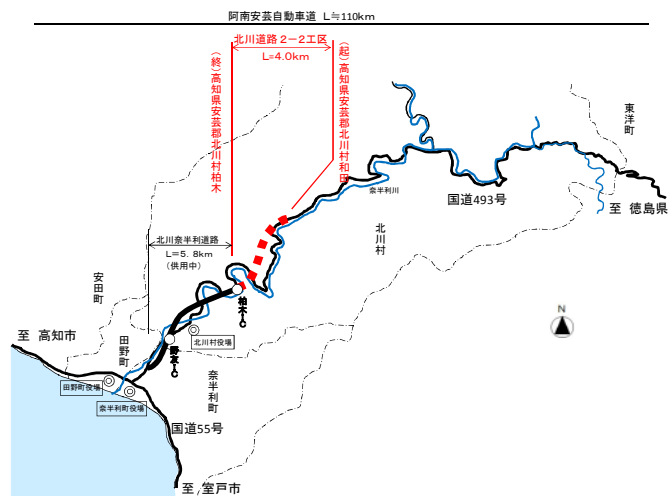 阿南安芸自動車道 L≒110km
北川道路2-2工区
L=4.0km
(終)高知県安芸郡北川村柏木
(起)高知県安芸郡北川村和田
東洋町
至 徳島県
奈半利川
国道493号
北川村
北川奈半利道路
L=5.8km
(供用中)
安田町
柏木IC
N
至 高知市
田野町
北川村役場
野友IC
奈半利町
田野町役場
奈半利町役場
国道55号
至 室戸市